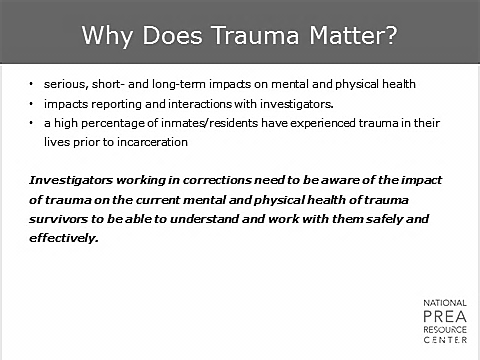 Why Does Trauma Matter?
• serious, short- and long-term impacts on mental and physical health
• impacts reporting and interactions with investigators.
• a high percentage of inmates/residents have experienced trauma in their
lives prior to incarceration
Investigators working in corrections need to be aware of the impact
of trauma on the current mental and physical health of trauma
survivors to be able to understand and work with them safely and
effectively.
NATIONAL
PREA
RESOURCE
CENTER